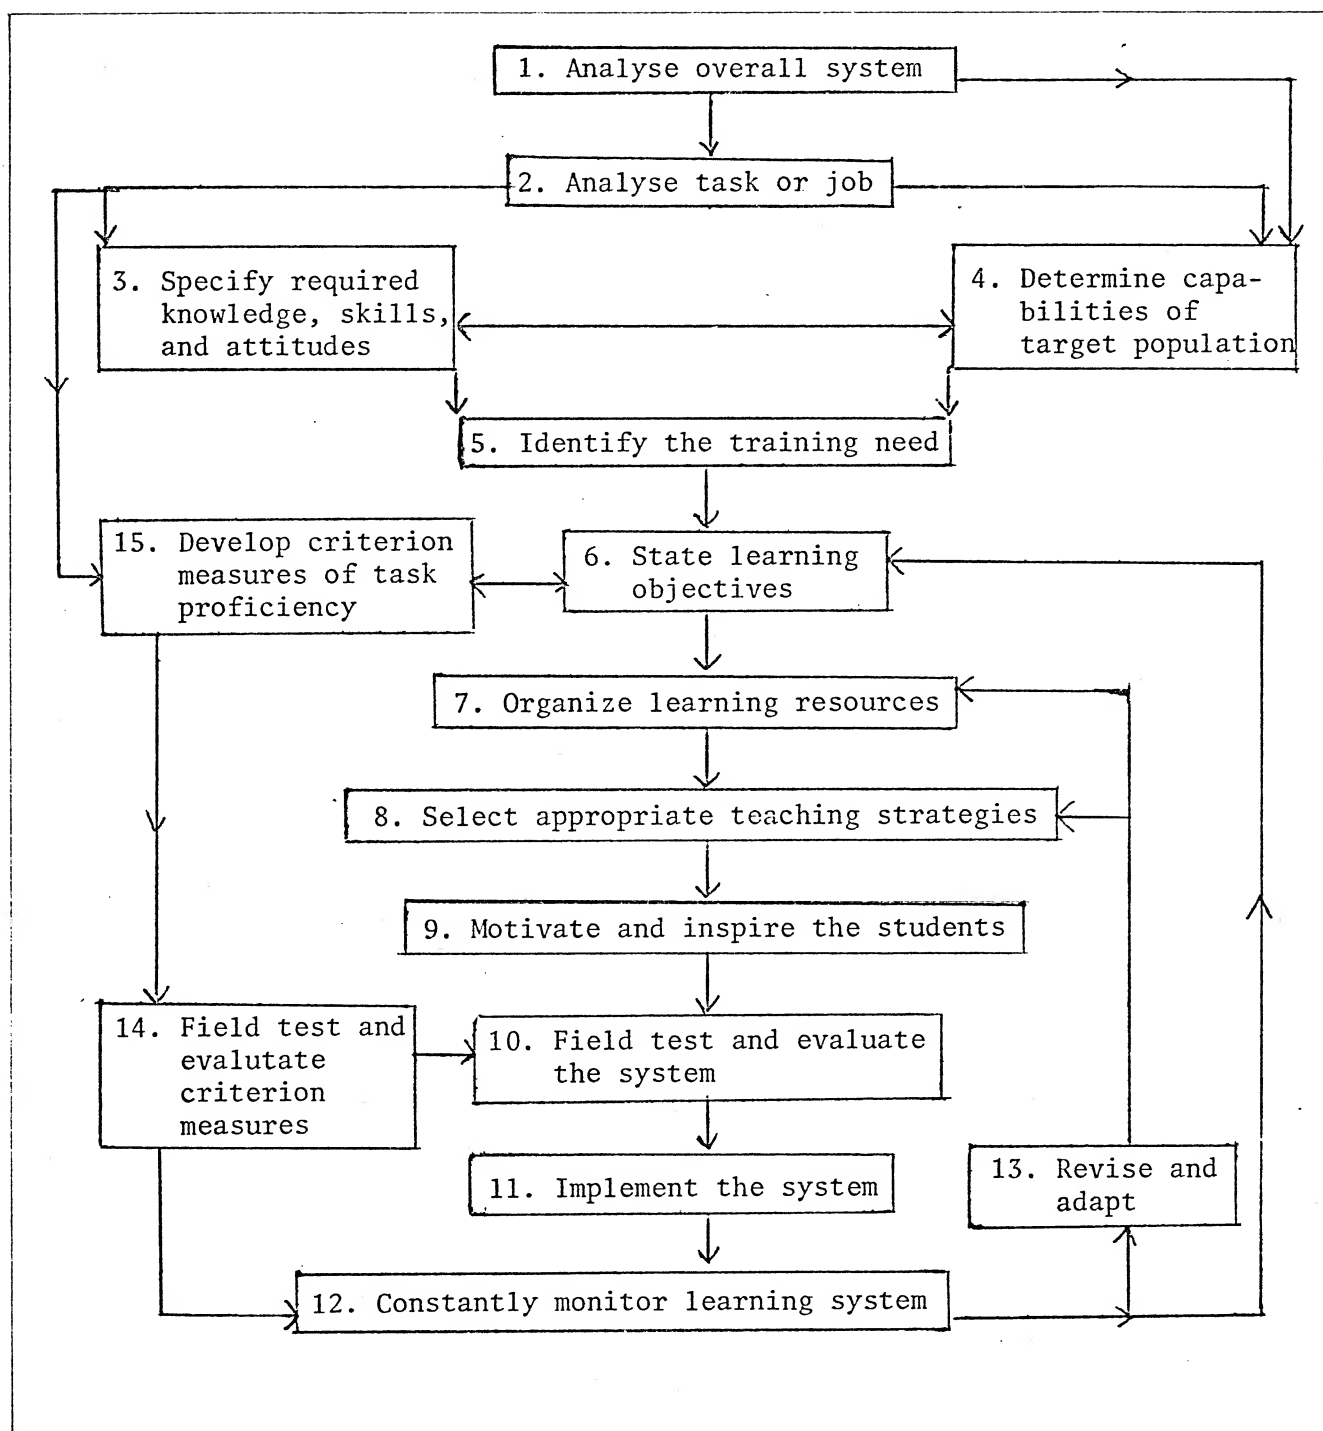 1. Analyse overall system
2. Analyse task or job
3. Specify required
knowledge, skills,
and attitudes
4. Determine capa-
bilities of
target population
5. Identify the training need
15. Develop criterion
measures of task
proficiency
6. State learning
objectives
7. Organize learning resources
8. Select appropriate teaching strategies
9. Motivate and inspire the students
14. Field test and
evalutate
criterion
measures
10. Field test and evaluate
the system
11. Implement the system
13. Revise and
adapt
12. Constantly monitor learning system